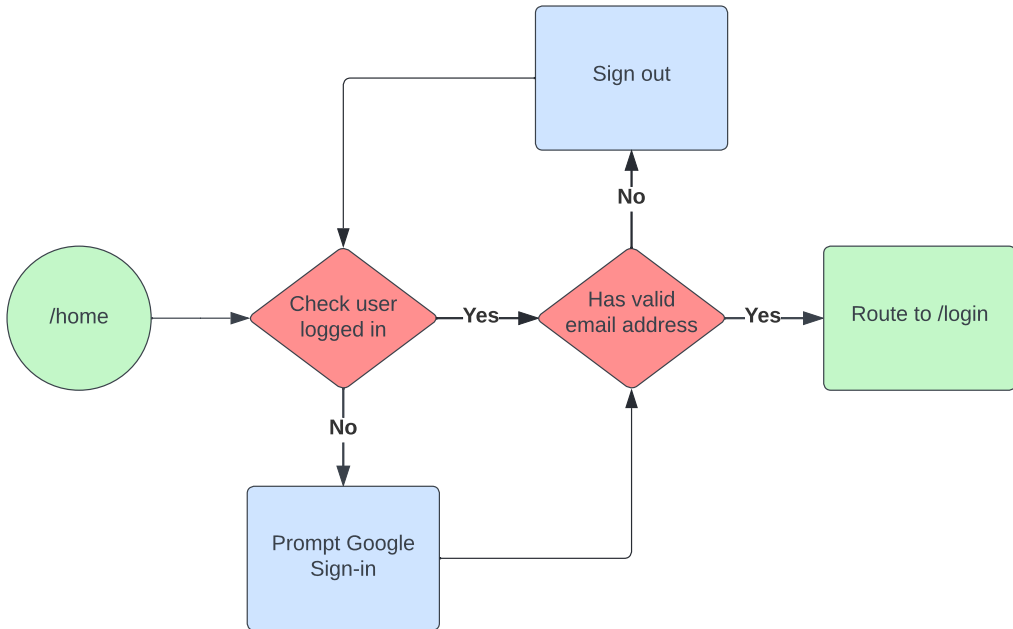 Sign out
No
/home
Check user
logged in
Yes
Has valid
email address
Yes
Route to /login
No
Prompt Google
Sign-in